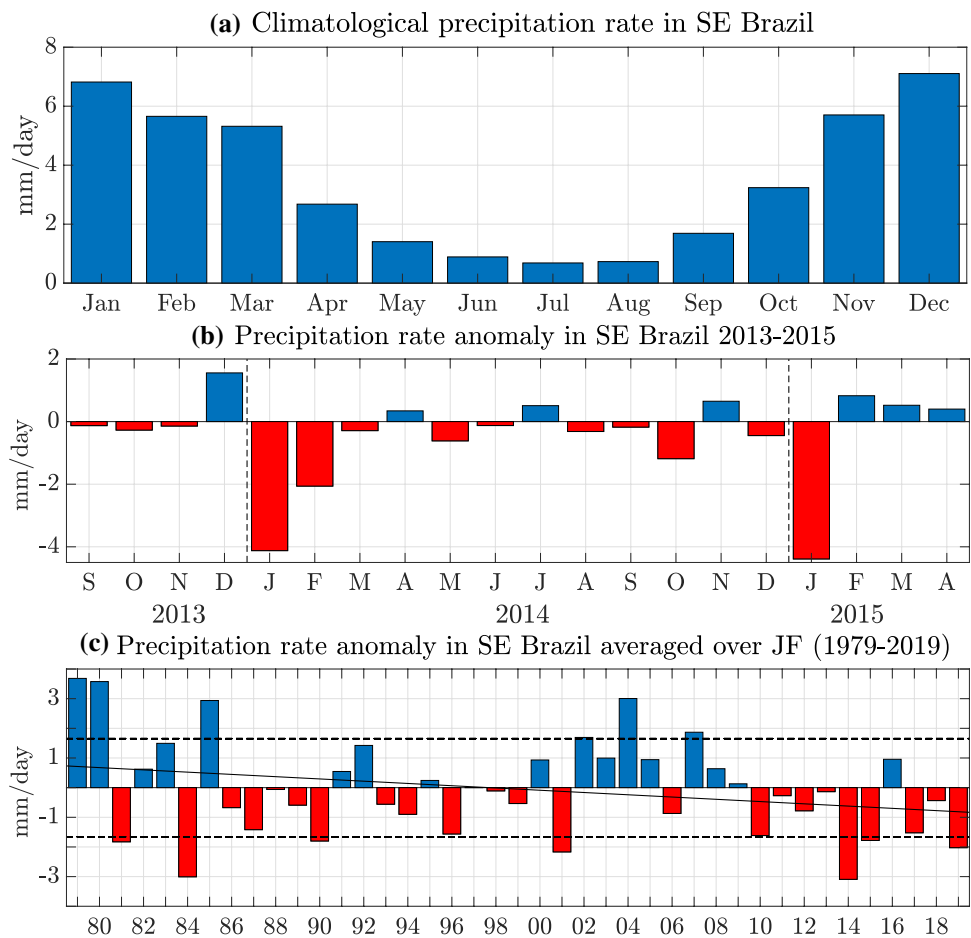 (a) Climatological precipitation rate in SE Brazil
8
6
4
2
0
mm/day
Jan Feb Mar Apr May Jun Jul Aug Sep Oct Nov Dec
(b) Precipitation rate anomaly in SE Brazil 2013-2015
2
0
-2
-4
mm/day
S O N D J F M A M J J A S O N D J F M A
2013 2014 2015
(c) Precipitation rate anomaly in SE Brazil averaged over JF (1979-2019)
3
1
-1
-3
mm/day
80 82 84 86 88 90 92 94 96 98 00 02 04 06 08 10 12 14 16 18